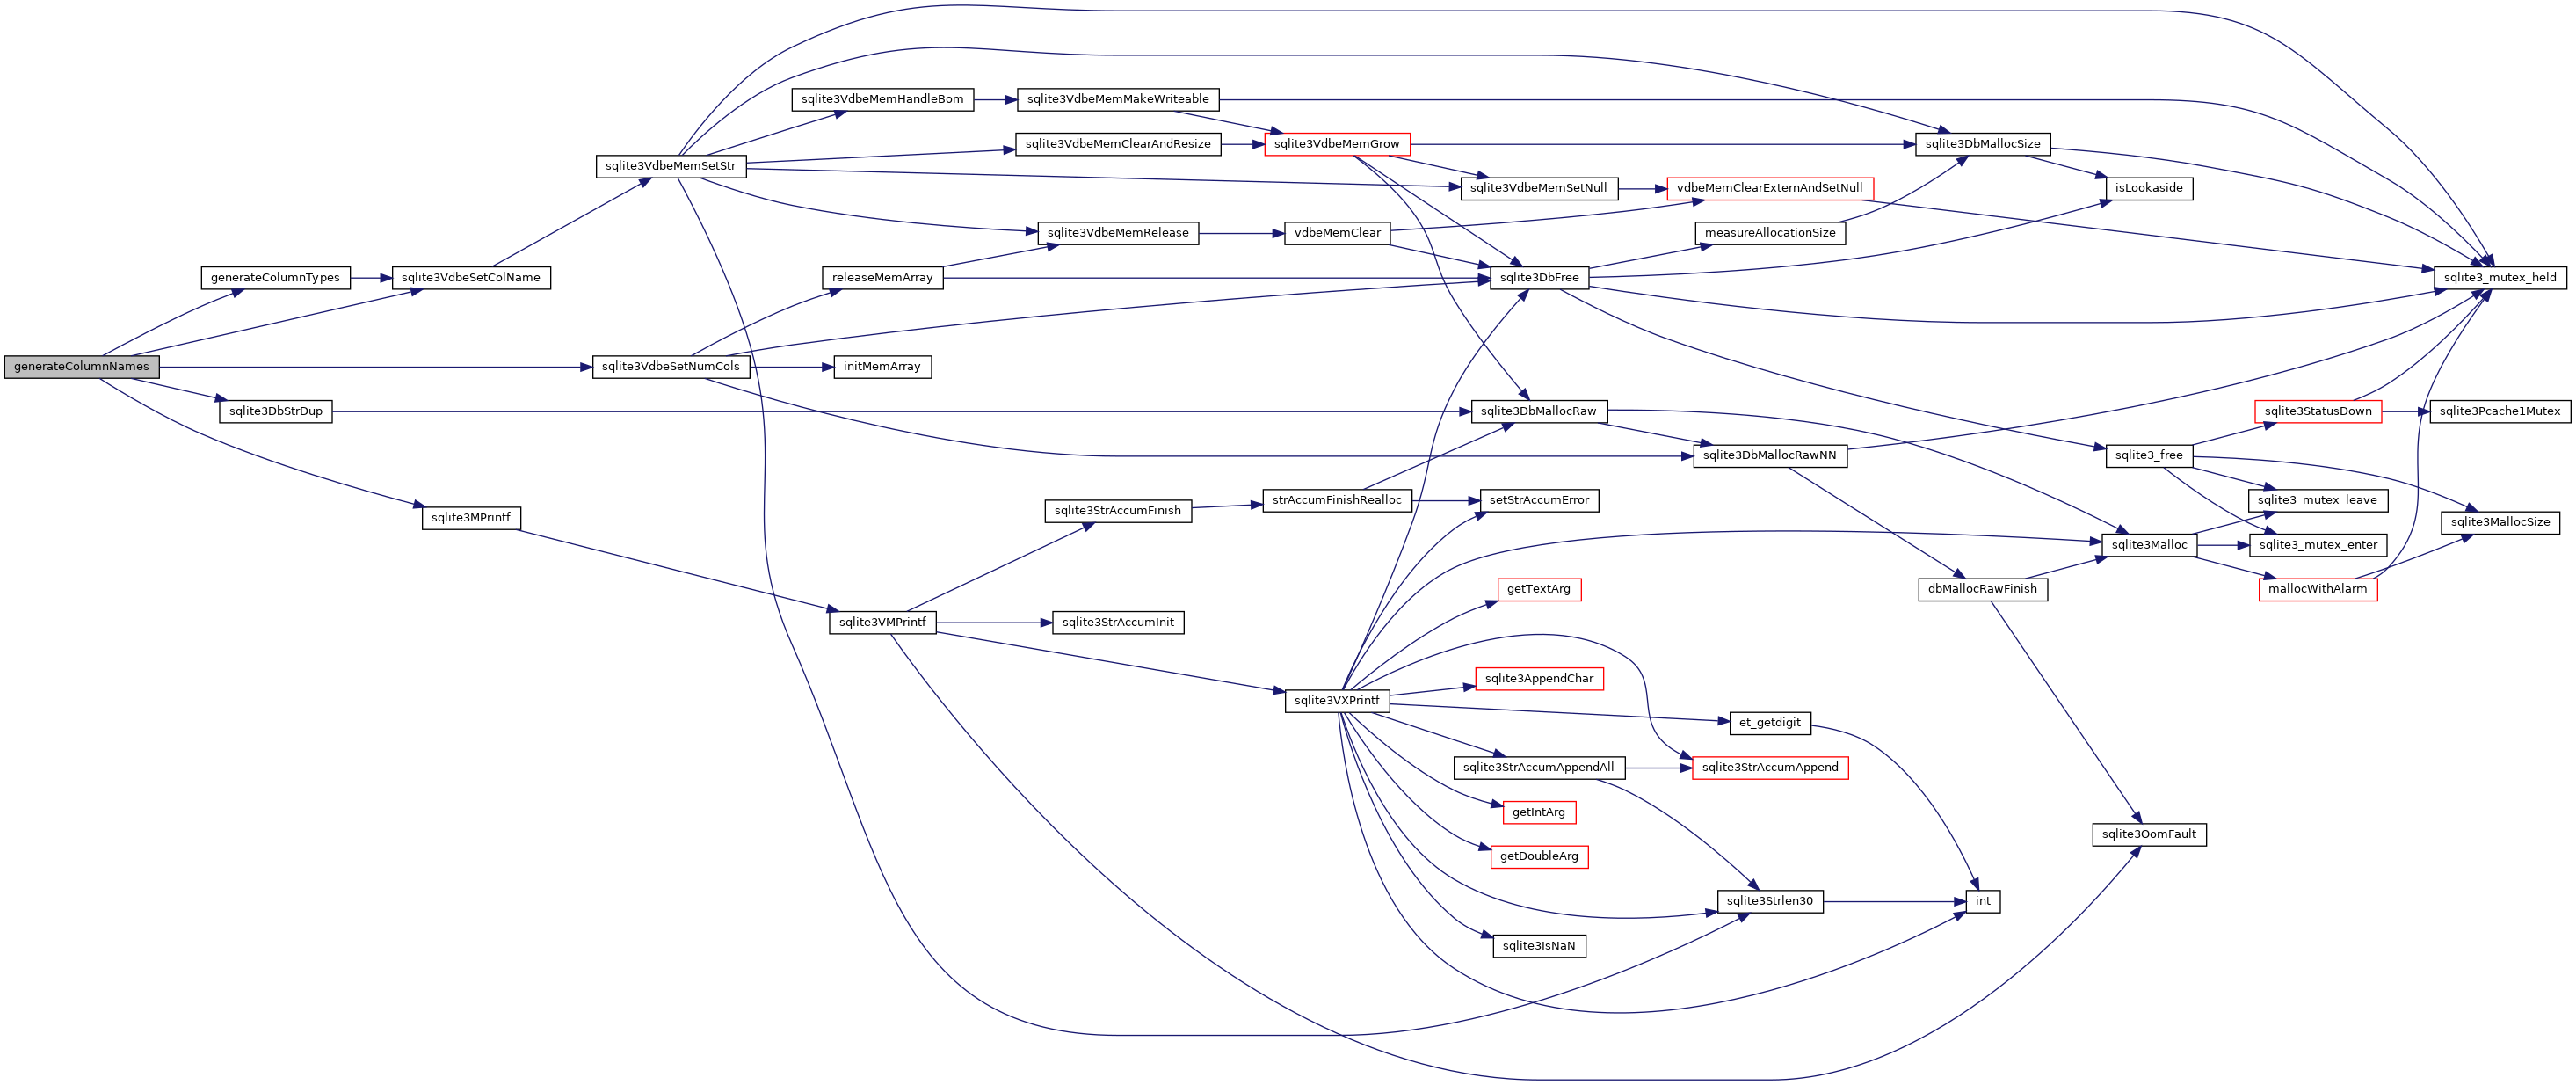 sqlite3VdbeMemHandleBom
sqlite3VdbeMemMakeWriteable
sqlite3VdbeMemClearAndResize
sqlite3VdbeMemGrow
sqlite3DbMallocSize
sqlite3VdbeMemSetStr
sqlite3VdbeMemSetNull
vdbeMemClearExternAndSetNull
isLookaside
sqlite3VdbeMemRelease
vdbeMemClear
measureAllocationSize
generateColumnTypes
sqlite3VdbeSetColName
releaseMemArray
sqlite3DbFree
sqlite3_mutex_held
generateColumnNames
sqlite3VdbeSetNumCols
initMemArray
sqlite3DbStrDup
sqlite3DbMallocRaw
sqlite3StatusDown
sqlite3Pcache1Mutex
sqlite3DbMallocRawNN
sqlite3_free
strAccumFinishRealloc
setStrAccumError
sqlite3_mutex_leave
sqlite3StrAccumFinish
sqlite3MPrintf
sqlite3MallocSize
sqlite3Malloc
sqlite3_mutex_enter
getTextArg
dbMallocRawFinish
mallocWithAlarm
sqlite3VMPrintf
sqlite3StrAccumInit
sqlite3AppendChar
sqlite3VXPrintf
et_getdigit
sqlite3StrAccumAppendAll
sqlite3StrAccumAppend
getIntArg
sqlite3OomFault
getDoubleArg
sqlite3Strlen30
int
sqlite3IsNaN